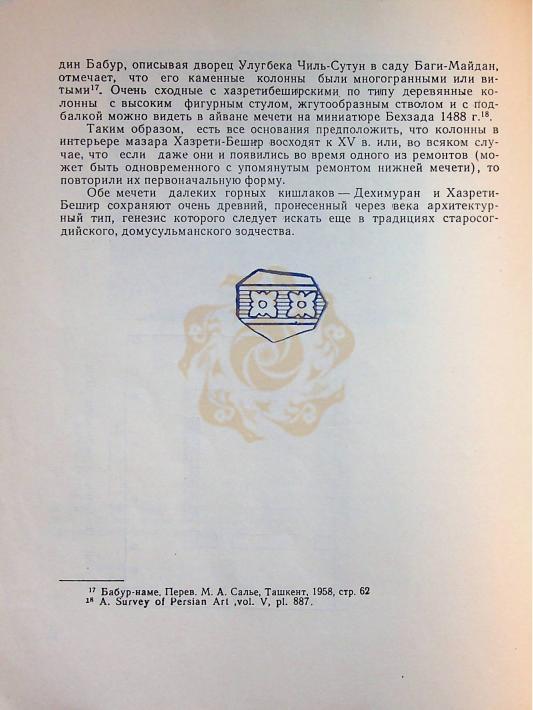 дин Бабур, описывая дворец Улугбека Чиль-Сутун в саду Баги-Майдан,
отмечает, что его каменные колонны были многогранными или ви-
тыми¹⁷. Очень сходные с хазретибеширскими по типу деревянные ко-
лонны с высоким фигурным стулом, жгутообразным стволом и с под-
балкой можно видеть в айване мечети на миниатюре Бехзада 1488 г.¹⁸.
Таким образом, есть все основания предположить, что колонны в
интерьере мазара Хазрети-Бешир восходят к XV в. или, во всяком слу-
чае, что если даже они и появились во время одного из ремонтов (мо-
жет быть одновременно с упомянутым ремонтом нижней мечети), то
повторили их первоначальную форму.
Обе мечети далеких горных кишлаков — Дехимуран и Хазрети-
Бешир сохраняют очень древний, пронесенный через века архитектур-
ный тип, генезис которого следует искать еще в традициях старосог-
дийского, домусульманского зодчества.
¹⁷ Бабур-наме. Перев. М. А. Салье, Ташкент, 1958, стр. 62
¹⁸ A. Survey of Persian Art ,vol. V, pl. 887.